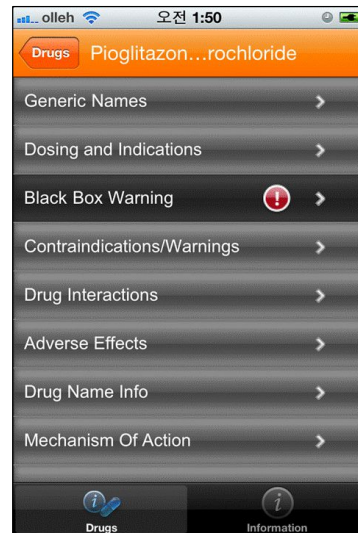 olleh 오전 1:50
Drugs Pioglitazon...rochloride
Generic Names
Dosing and Indications
Black Box Warning
Contraindications/Warnings
Drug Interactions
Adverse Effects
Drug Name Info
Mechanism Of Action
Drugs Information